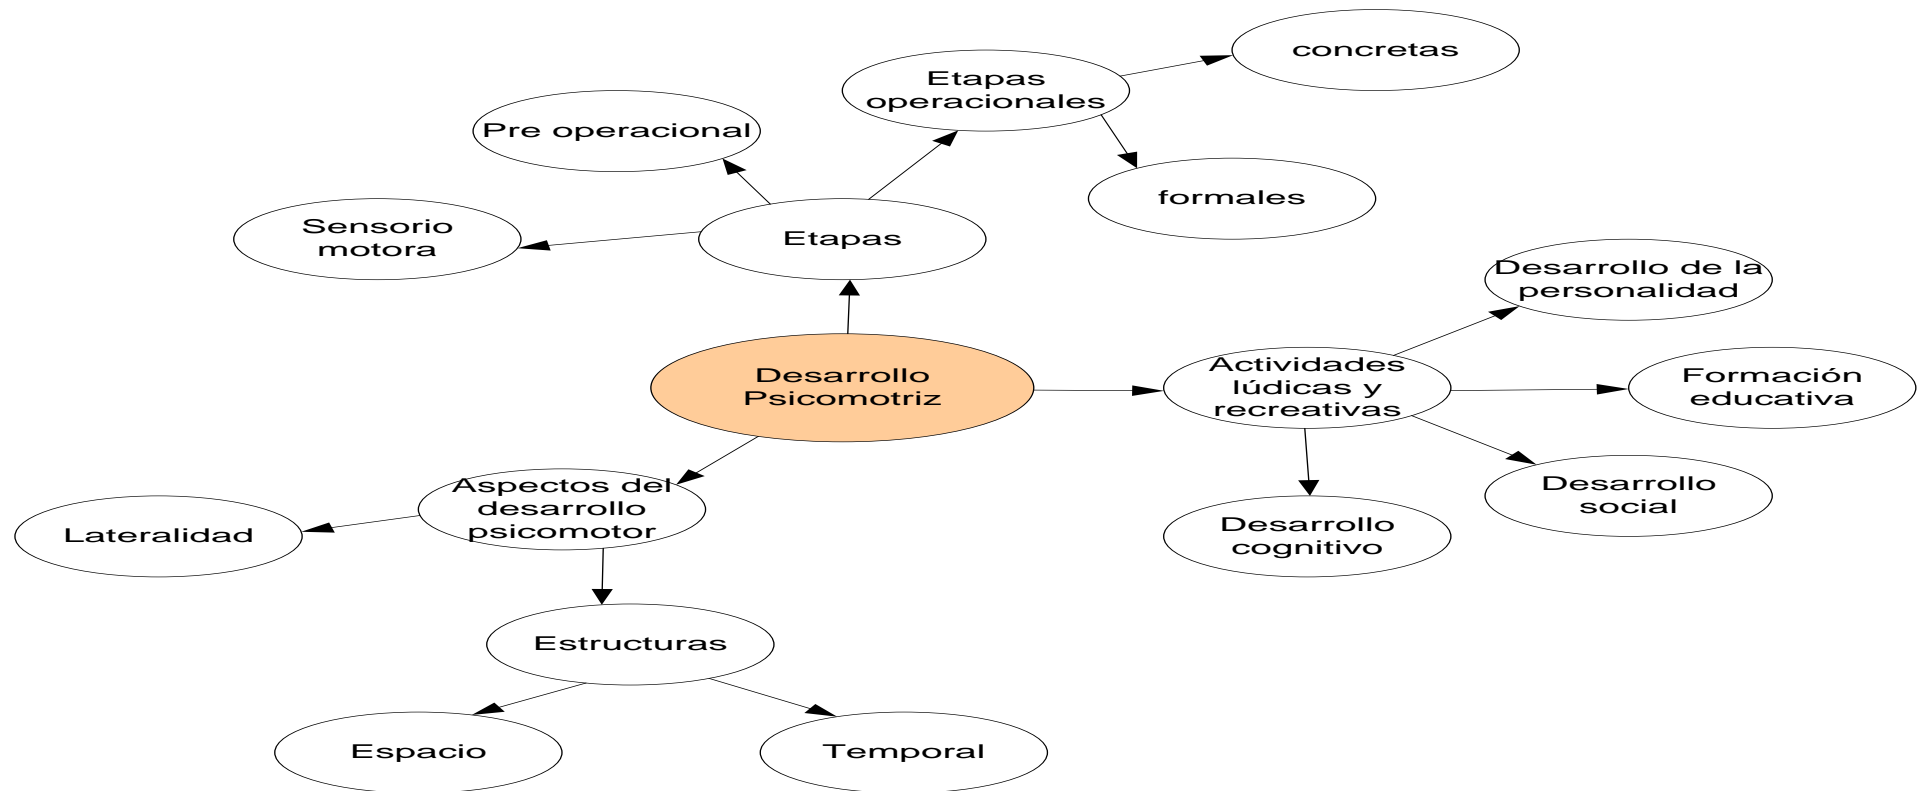 concretas
Etapas
operacionales
Pre operacional
formales
Sensorio
motora
Etapas
Desarrollo de la
personalidad
Desarrollo
Psicomotriz
Actividades
lúdicas y
recreativas
Formación
educativa
Desarrollo
social
Aspectos del
desarrollo
psicomotor
Lateralidad
Desarrollo
cognitivo
Estructuras
Espacio
Temporal